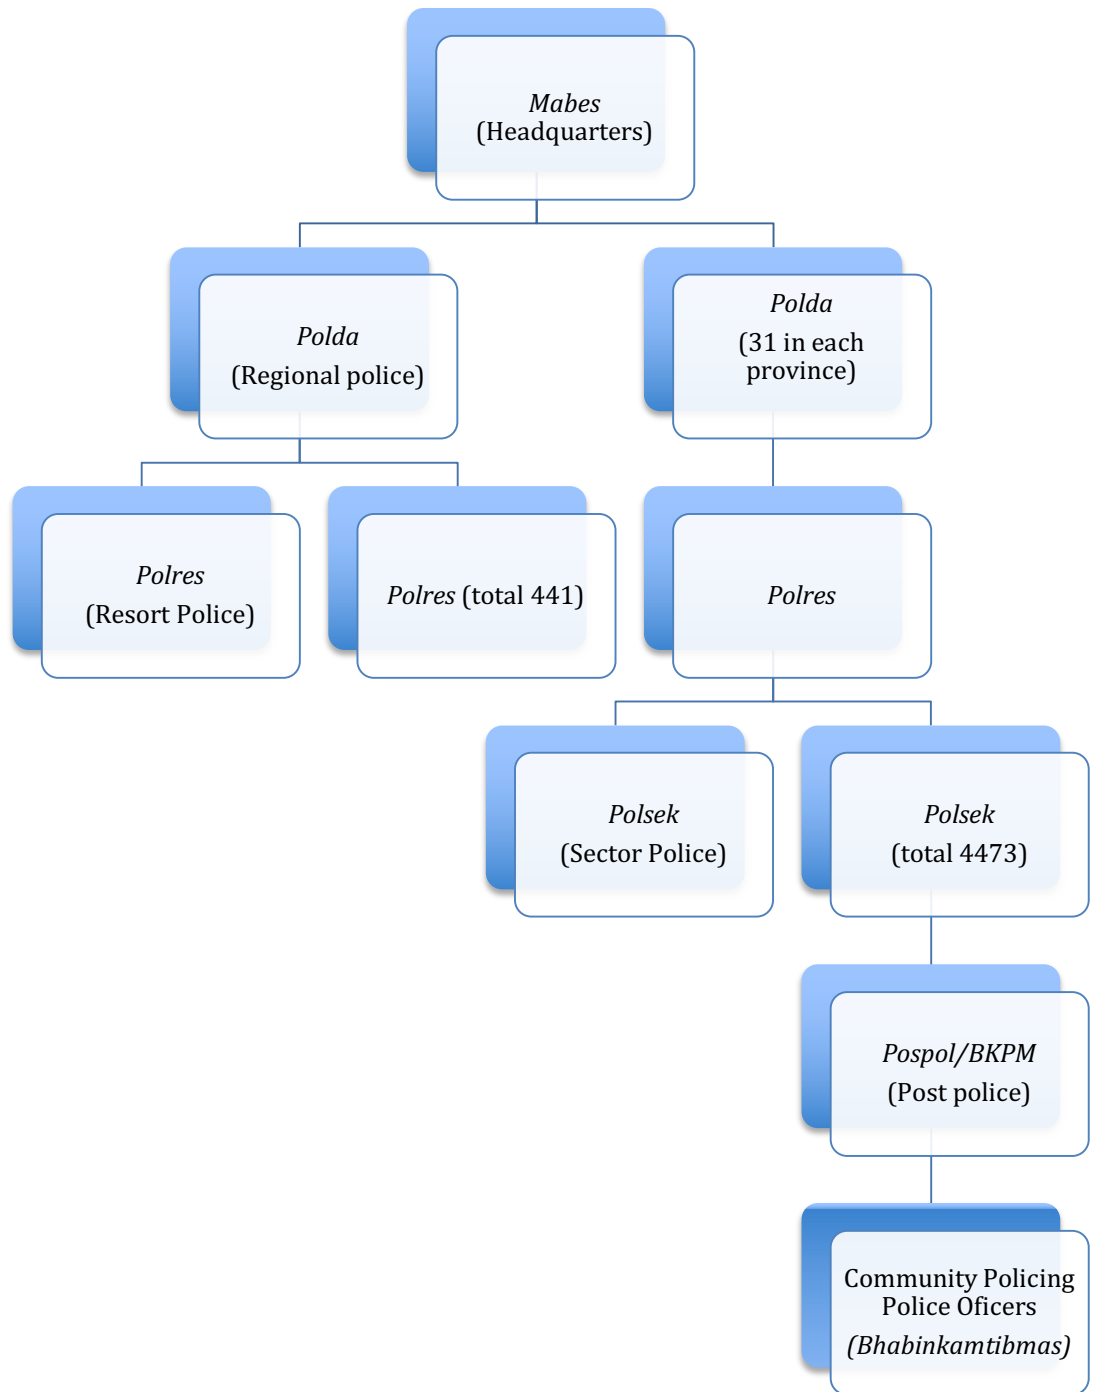 Mabes
(Headquarters)
Polda
(Regional police)
Polda
(31 in each
province)
Polres
(Resort Police)
Polres (total 441)
Polres
Polsek
(Sector Police)
Polsek
(total 4473)
Pospol/BKPM
(Post police)
Community Policing
Police Oficers
(Bhabinkamtibmas)